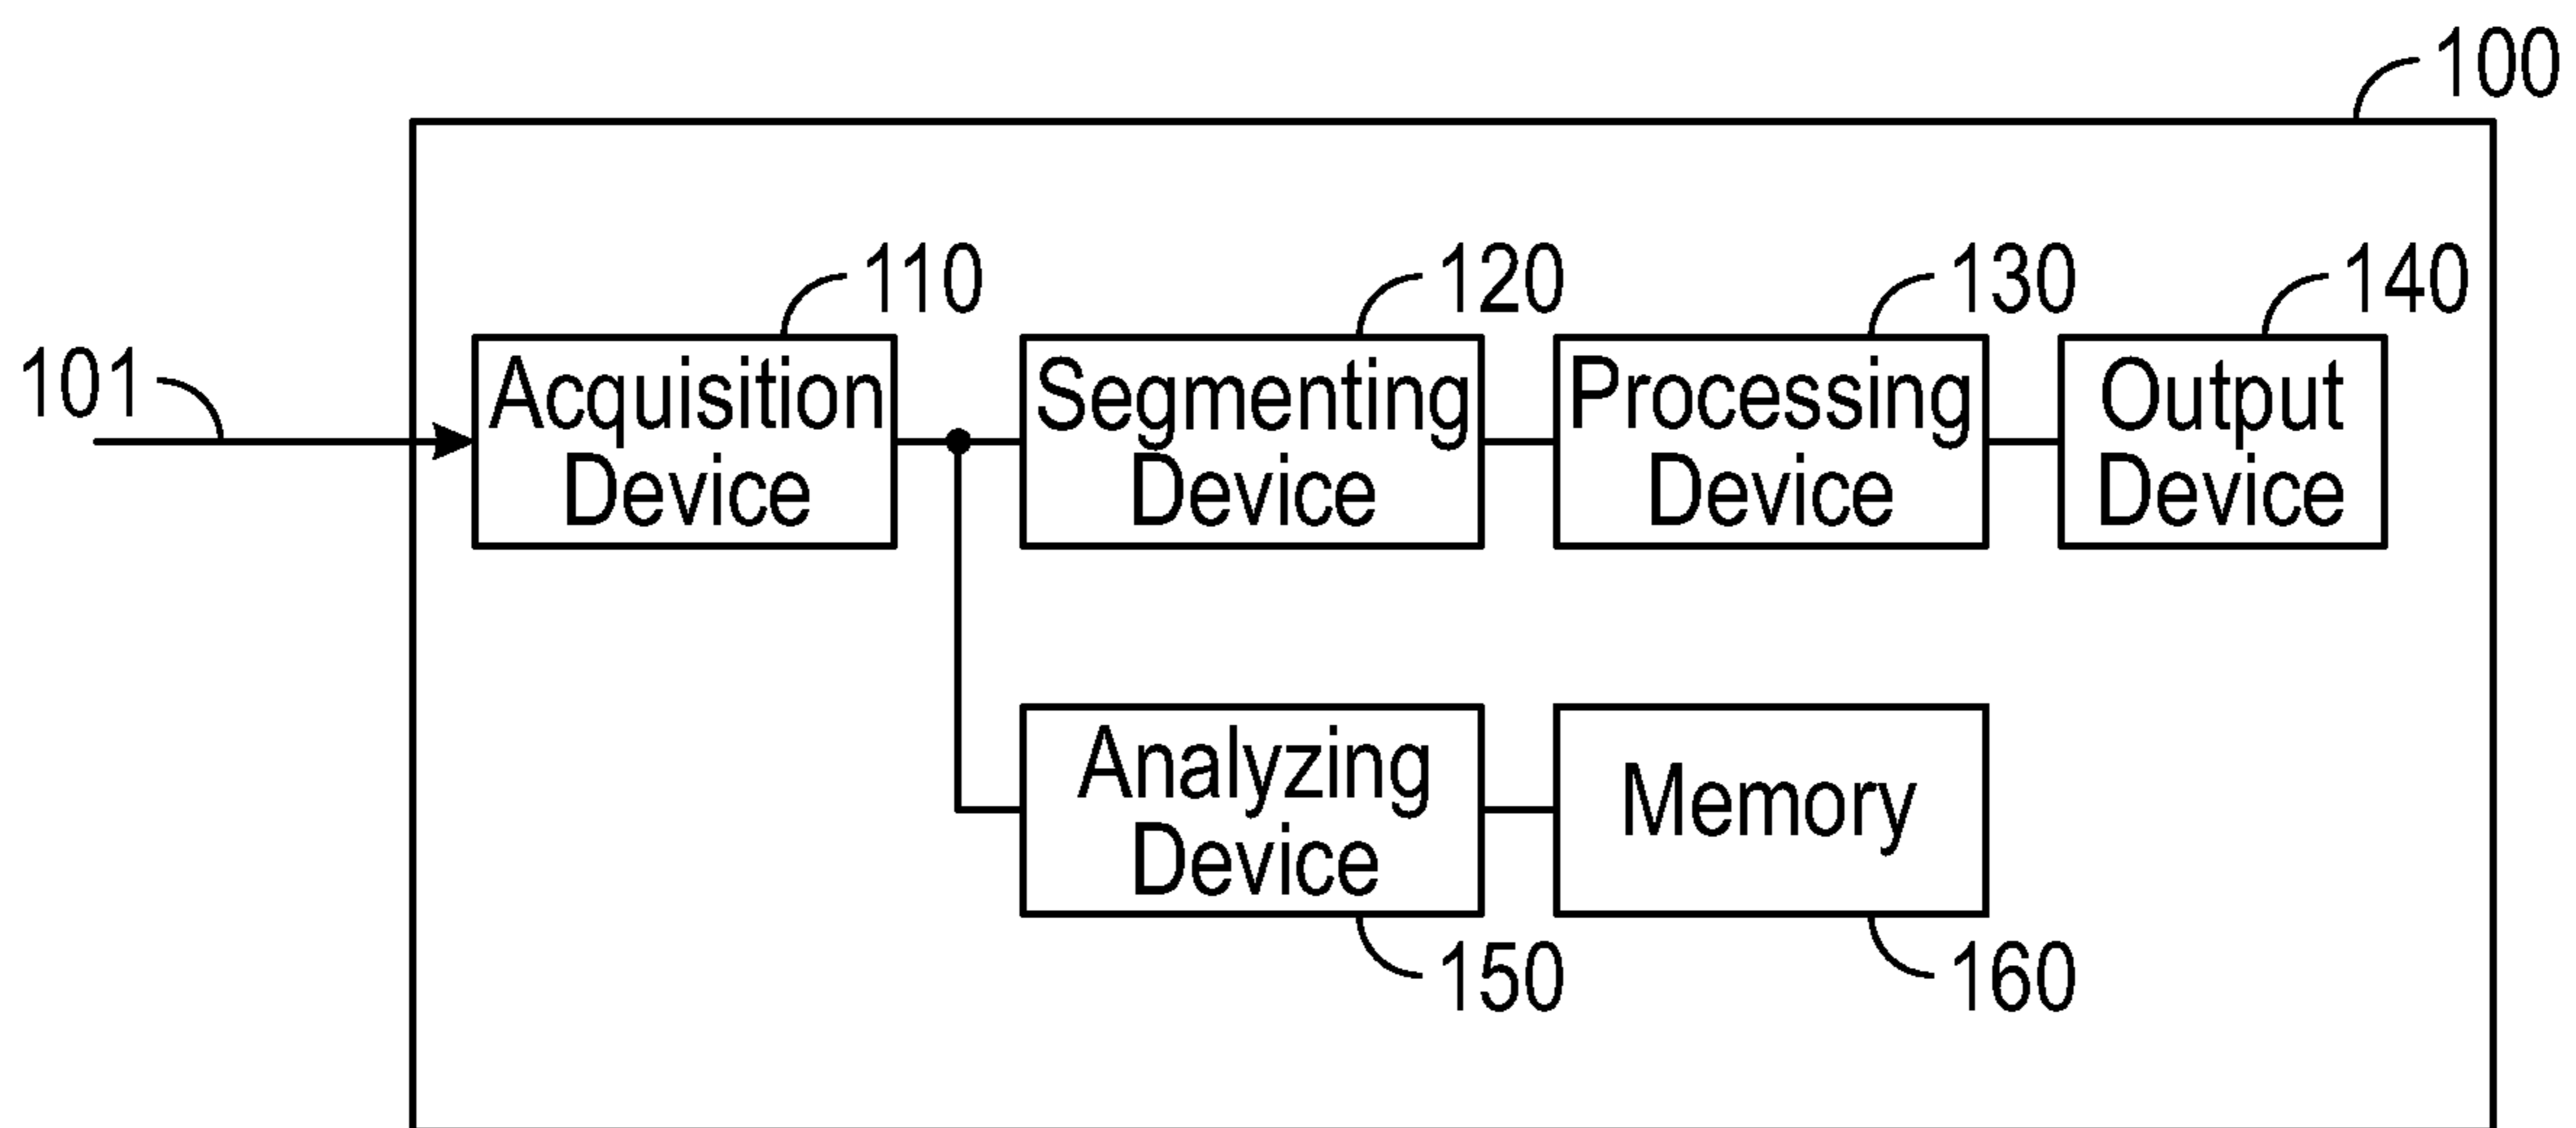 100
110
120
130
140
101
Acquisition
Device
Segmenting
Device
Processing
Device
Output
Device
Analyzing
Device
Memory
150
160